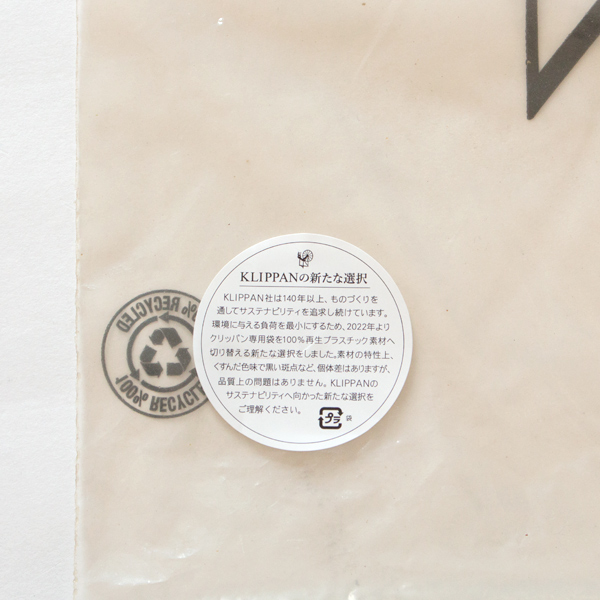 KLIPPANの新たな選択
KLIPPAN社は140年以上、ものづくりを
通してサステナビリティを追求し続けています。
環境に与える負荷を最小にするため、2022年より
クリッパン専用袋を100%再生プラスチック素材へ
切り替える新たな選択をしました。素材の特性上、
くすんだ色味で黒い斑点など、個体差はありますが、
品質上の問題はありません。KLIPPANの
サステナビリティへ向かった新たな選択を
ご理解ください。
プラ 袋
100% RECYCLED
100% RECYCLED